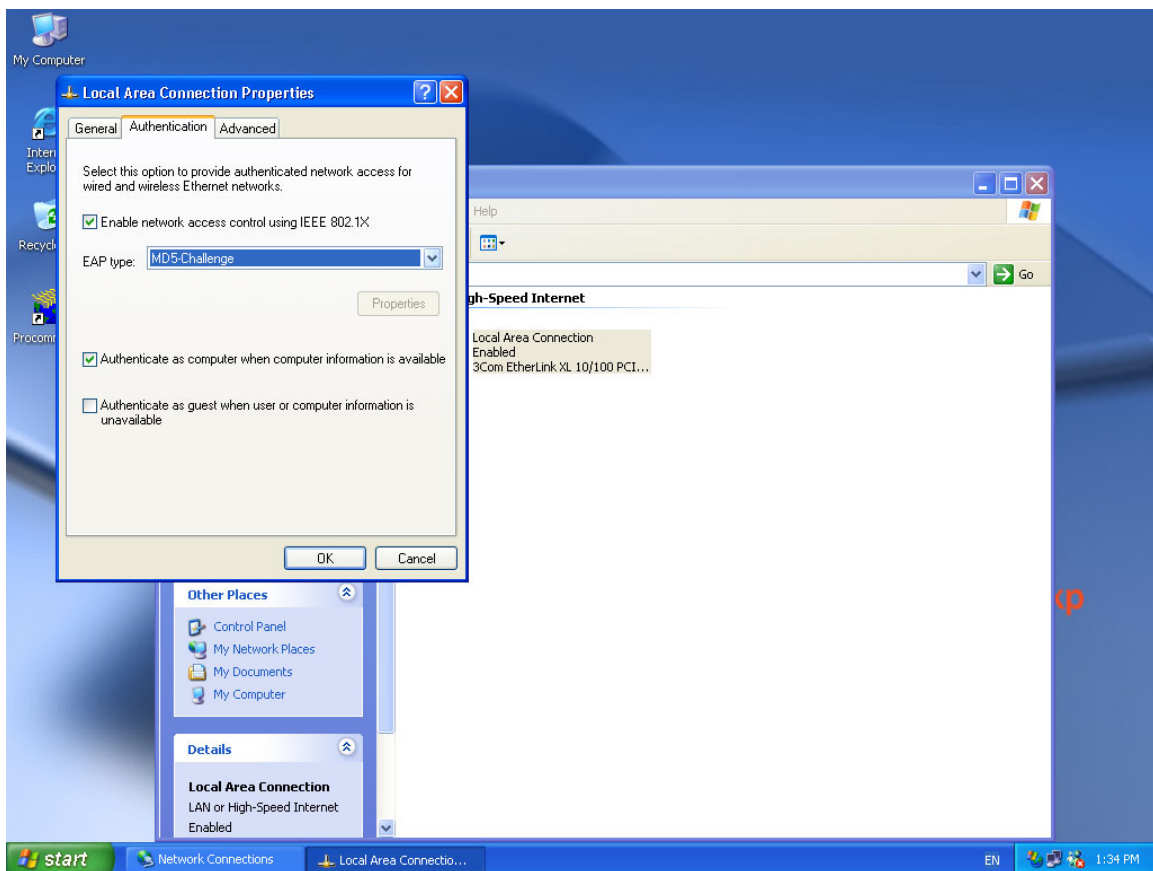 My Computer
Local Area Connection Properties
General
Authentication
Advanced
Select this option to provide authenticated network access for
wired and wireless Ethernet networks.
Enable network access control using IEEE 802.1X
EAP type:
MD5-Challenge
Properties
Authenticate as computer when computer information is available
Authenticate as guest when user or computer information is
unavailable
OK
Cancel
Inter
Explo
Recycl
Procom
Help
Go
gh-Speed Internet
Local Area Connection
Enabled
3Com EtherLink XL 10/100 PCI...
Other Places
Control Panel
My Network Places
My Documents
My Computer
Details
Local Area Connection
LAN or High-Speed Internet
Enabled
xp
start
Network Connections
Local Area Connectio...
EN
1:34 PM